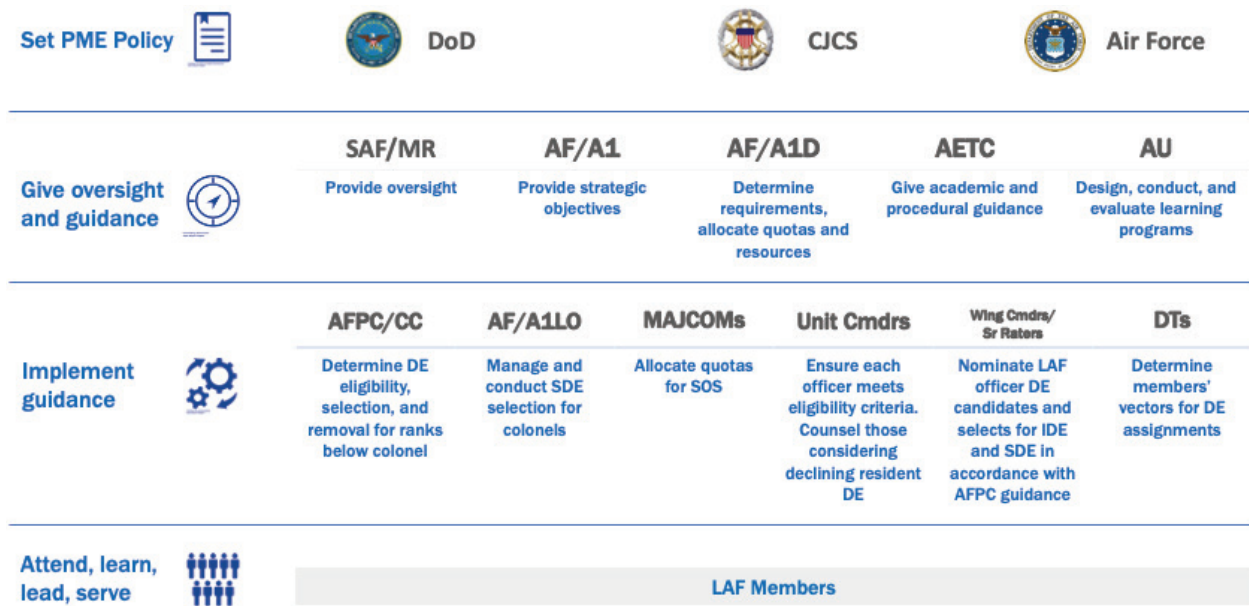 Set PME Policy
DoD
CJCS
Air Force
Give oversight
and guidance
SAF/MR
Provide oversight
AF/A1
Provide strategic
objectives
AF/A1D
Determine
requirements,
allocate quotas and
resources
AETC
Give academic and
procedural guidance
AU
Design, conduct, and
evaluate learning
programs
Implement
guidance
AFPC/CC
Determine DE
eligibility,
selection, and
removal for ranks
below colonel
AF/A1LO
Manage and
conduct SDE
selection for
colonels
MAJCOMs
Allocate quotas
for SOS
Unit Cmdrs
Ensure each
officer meets
eligibility criteria.
Counsel those
considering
declining resident
DE
Wing Cmdrs/
Sr Raters
Nominate LAF
officer DE
candidates and
selects for IDE
and SDE in
accordance with
AFPC guidance
DTs
Determine
members'
vectors for DE
assignments
Attend, learn,
lead, serve
LAF Members